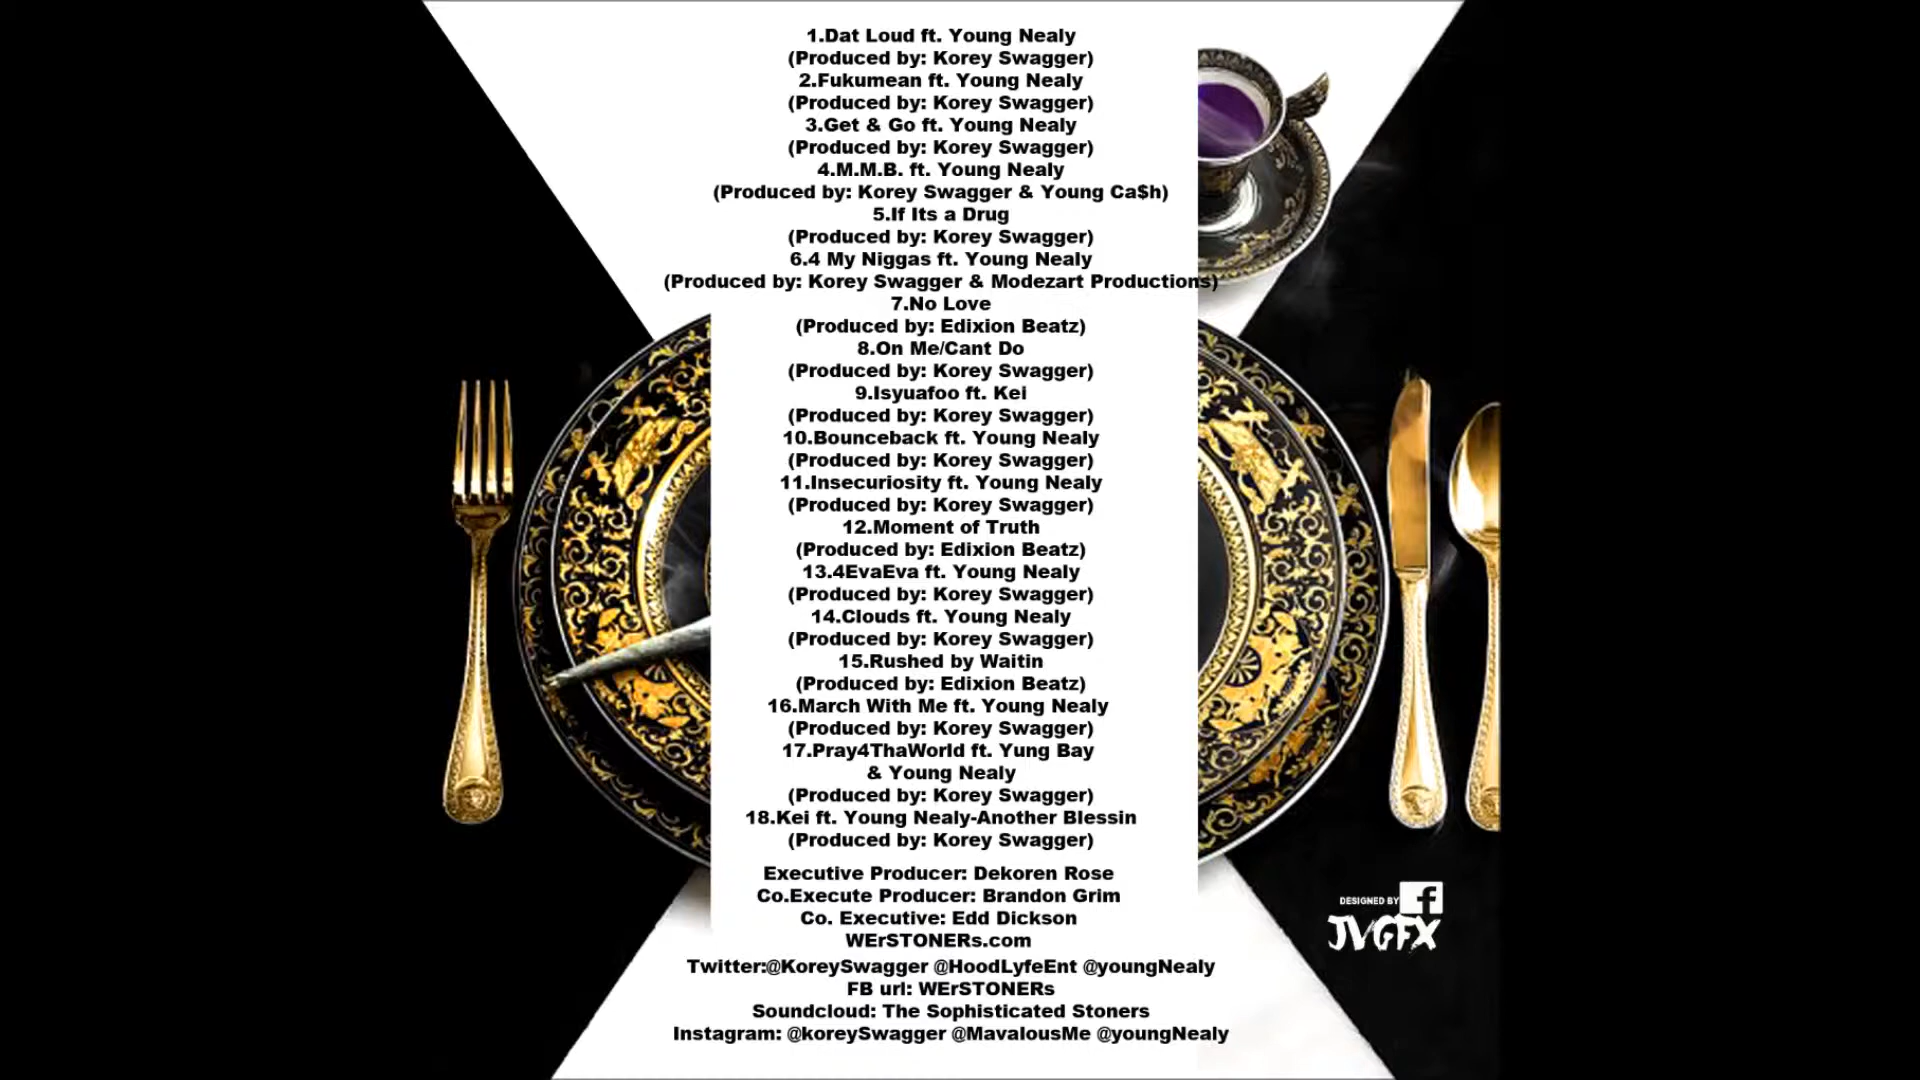 1.Dat Loud ft. Young Nealy
(Produced by: Korey Swagger)
2.Fukumean ft. Young Nealy
(Produced by: Korey Swagger)
3.Get & Go ft. Young Nealy
(Produced by: Korey Swagger)
4.M.M.B. ft. Young Nealy
(Produced by: Korey Swagger & Young Ca$h)
5.If Its a Drug
(Produced by: Korey Swagger)
6.4 My Niggas ft. Young Nealy
(Produced by: Korey Swagger & Modezart Productions)
7.No Love
(Produced by: Edixion Beatz)
8.On Me/Cant Do
(Produced by: Korey Swagger)
9.Isyuafoo ft. Kei
(Produced by: Korey Swagger)
10.Bounceback ft. Young Nealy
(Produced by: Korey Swagger)
11.Insecuriosity ft. Young Nealy
(Produced by: Korey Swagger)
12.Moment of Truth
(Produced by: Edixion Beatz)
13.4EvaEva ft. Young Nealy
(Produced by: Korey Swagger)
14.Clouds ft. Young Nealy
(Produced by: Korey Swagger)
15.Rushed by Waitin
(Produced by: Edixion Beatz)
16.March With Me ft. Young Nealy
(Produced by: Korey Swagger)
17.Pray4ThaWorld ft. Yung Bay
& Young Nealy
(Produced by: Korey Swagger)
18.Kei ft. Young Nealy-Another Blessin
(Produced by: Korey Swagger)
Executive Producer: Dekoren Rose
Co.Execute Producer: Brandon Grim
Co. Executive: Edd Dickson
WErSTONERs.com
Twitter:@KoreySwagger @HoodLyfeEnt @youngNealy
FB url: WErSTONERs
Soundcloud: The Sophisticated Stoners
Instagram: @koreySwagger @MavalousMe @youngNealy
DESIGNED BY f
JVGFX